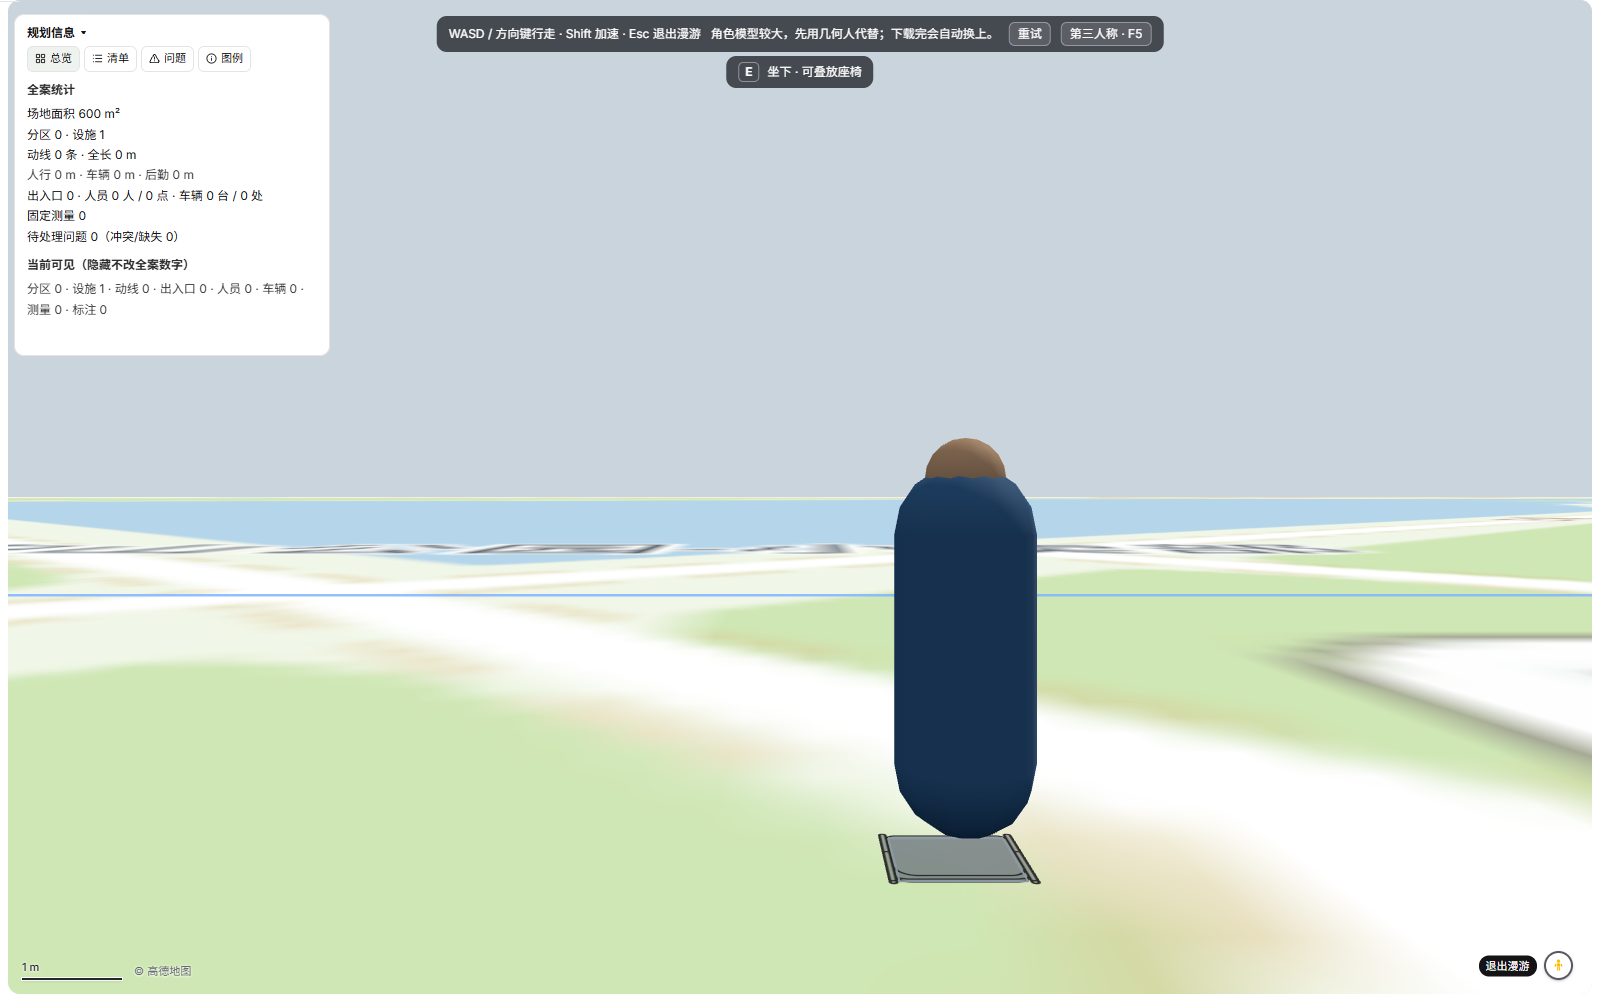 规划信息
总览 清单 问题 图例
全案统计
场地面积 600 m²
分区 0 · 设施 1
动线 0 条 · 全长 0 m
人行 0 m · 车辆 0 m · 后勤 0 m
出入口 0 · 人员 0 人 / 0 点 · 车辆 0 台 / 0 处
固定测量 0
待处理问题 0（冲突/缺失 0）
当前可见（隐藏不改全案数字）
分区 0 · 设施 1 · 动线 0 · 出入口 0 · 人员 0 · 车辆 0 ·
测量 0 · 标注 0
WASD / 方向键行走 · Shift 加速 · Esc 退出漫游 角色模型较大，先用几何人代替；下载完会自动换上。 重试 第三人称 · F5
E 坐下 · 可叠放座椅
1 m
© 高德地图
退出漫游